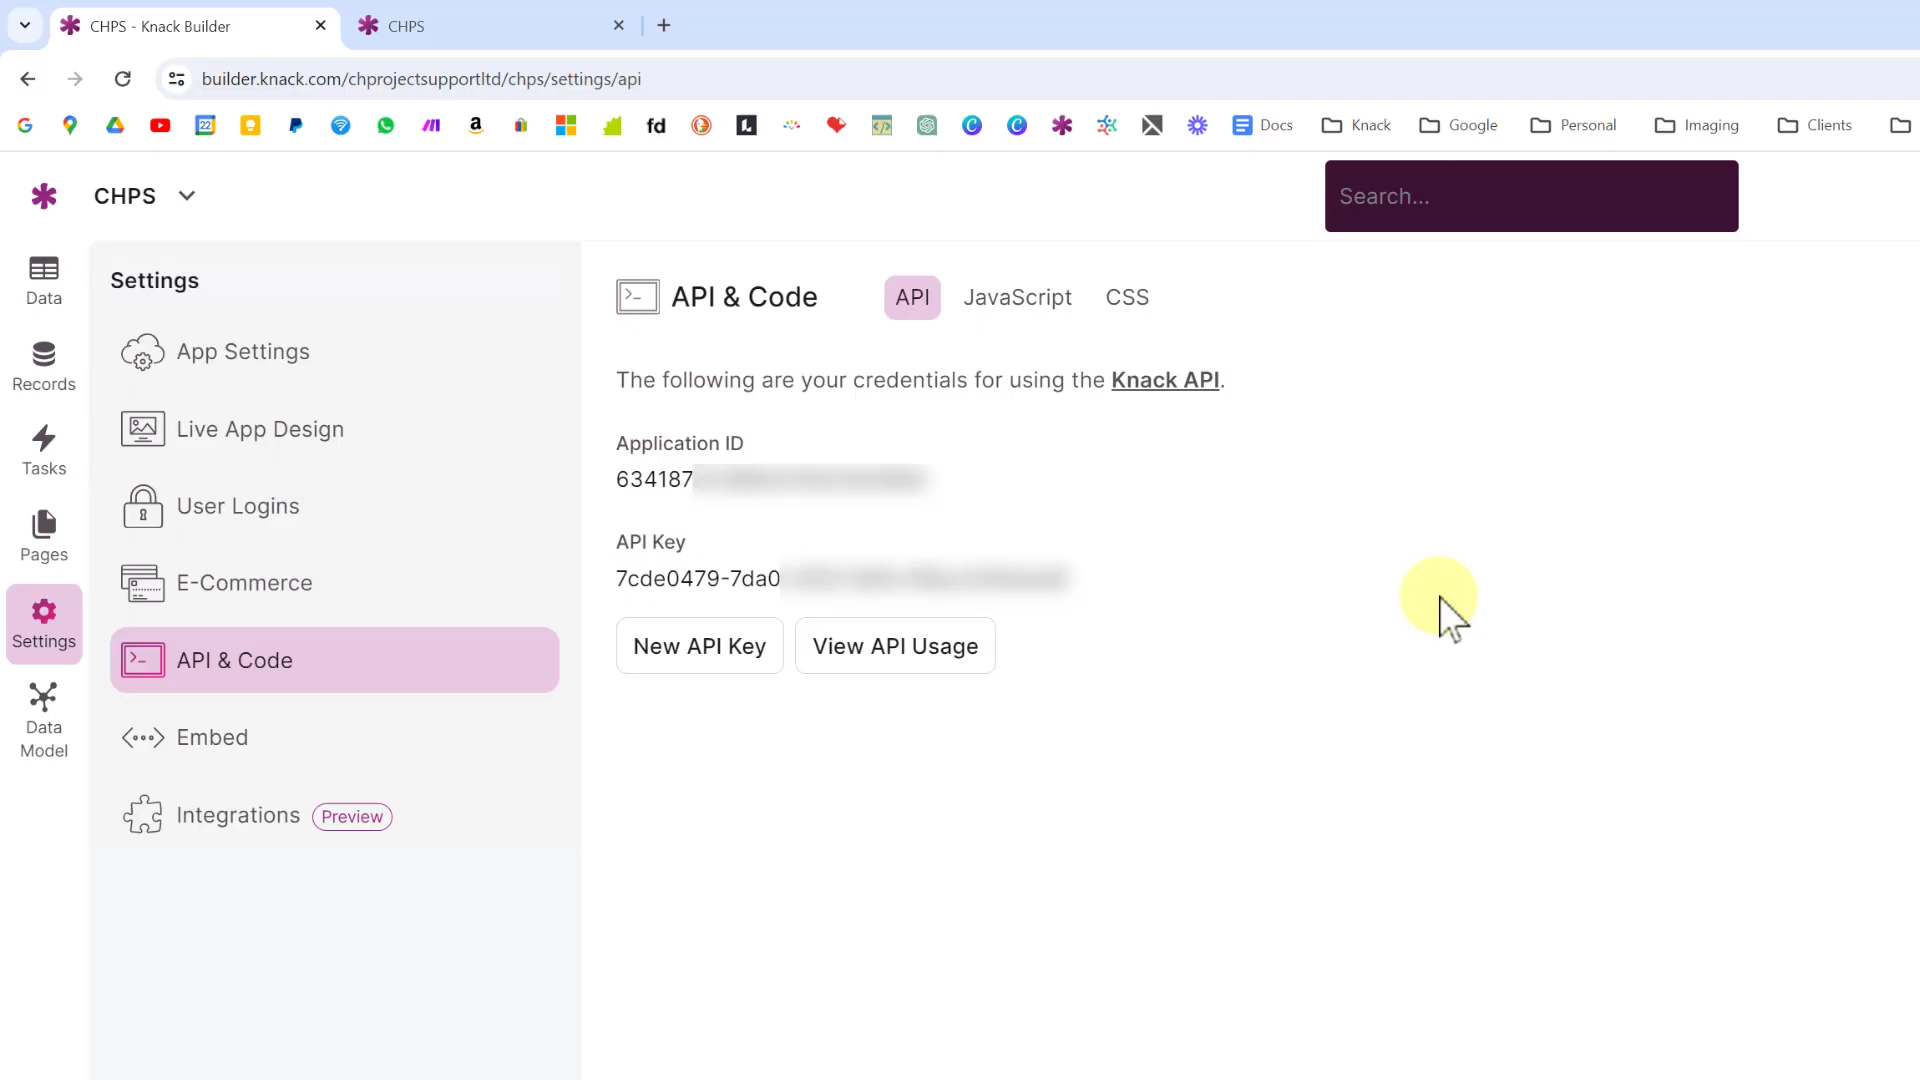 CHPS - Knack Builder
CHPS
builder.knack.com/chprojectsupportltd/chps/settings/api
22
fd
Docs
Knack
Google
Personal
Imaging
Clients
CHPS
Search...
Data
Records
Tasks
Pages
Settings
Data
Model
Settings
App Settings
Live App Design
User Logins
E-Commerce
API & Code
Embed
Integrations Preview
API & Code API JavaScript CSS
The following are your credentials for using the Knack API.
Application ID
634187
API Key
7cde0479-7da0
New API Key View API Usage